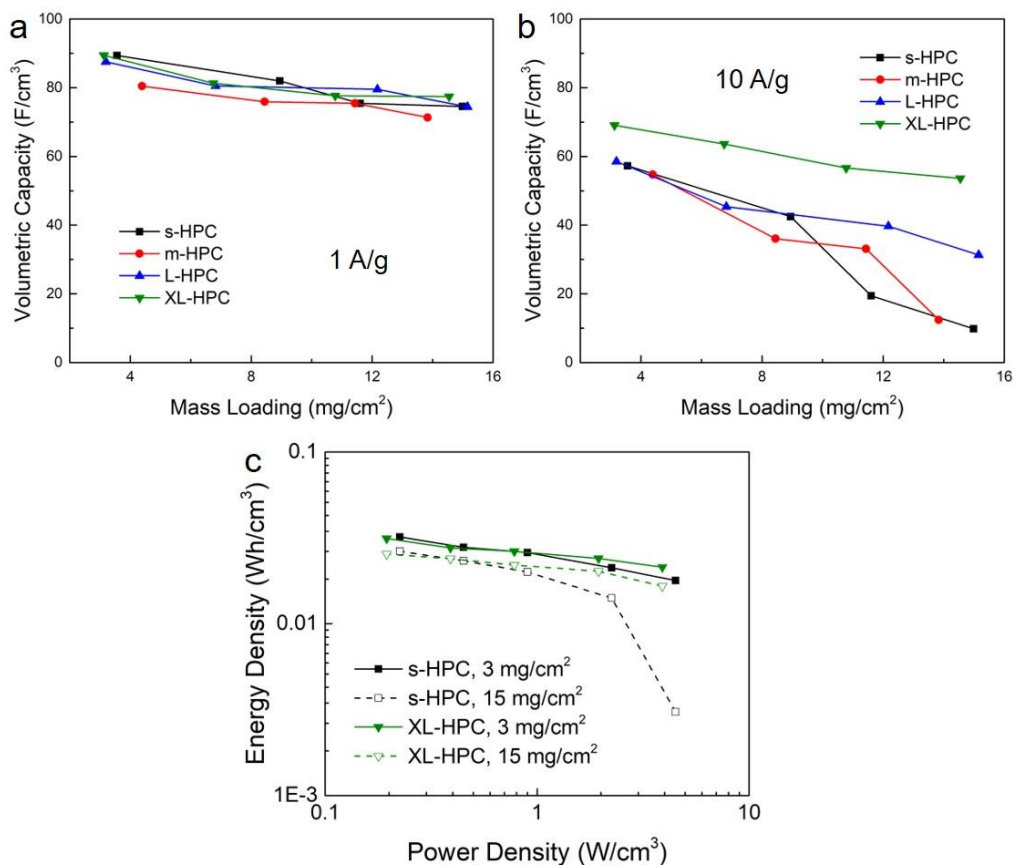 a
100
80
60
40
20
0
Volumetric Capacity (F/cm³)
s-HPC
m-HPC
L-HPC
XL-HPC
1 A/g
4
8
12
16
Mass Loading (mg/cm²)
b
100
80
60
40
20
0
Volumetric Capacity (F/cm³)
10 A/g
s-HPC
m-HPC
L-HPC
XL-HPC
4
8
12
16
Mass Loading (mg/cm²)
c
0.1
0.01
1E-3
Energy Density (Wh/cm³)
s-HPC, 3 mg/cm²
s-HPC, 15 mg/cm²
XL-HPC, 3 mg/cm²
XL-HPC, 15 mg/cm²
0.1
1
10
Power Density (W/cm³)